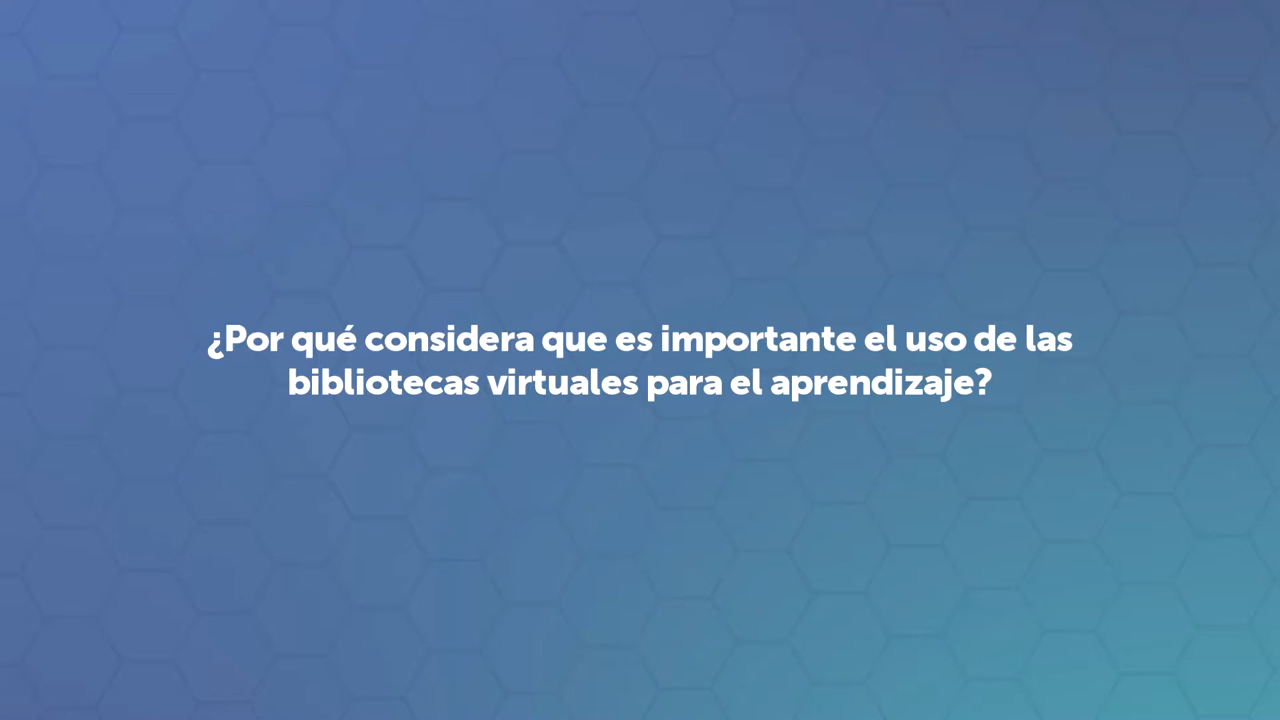 ¿Por qué considera que es importante el uso de las
bibliotecas virtuales para el aprendizaje?